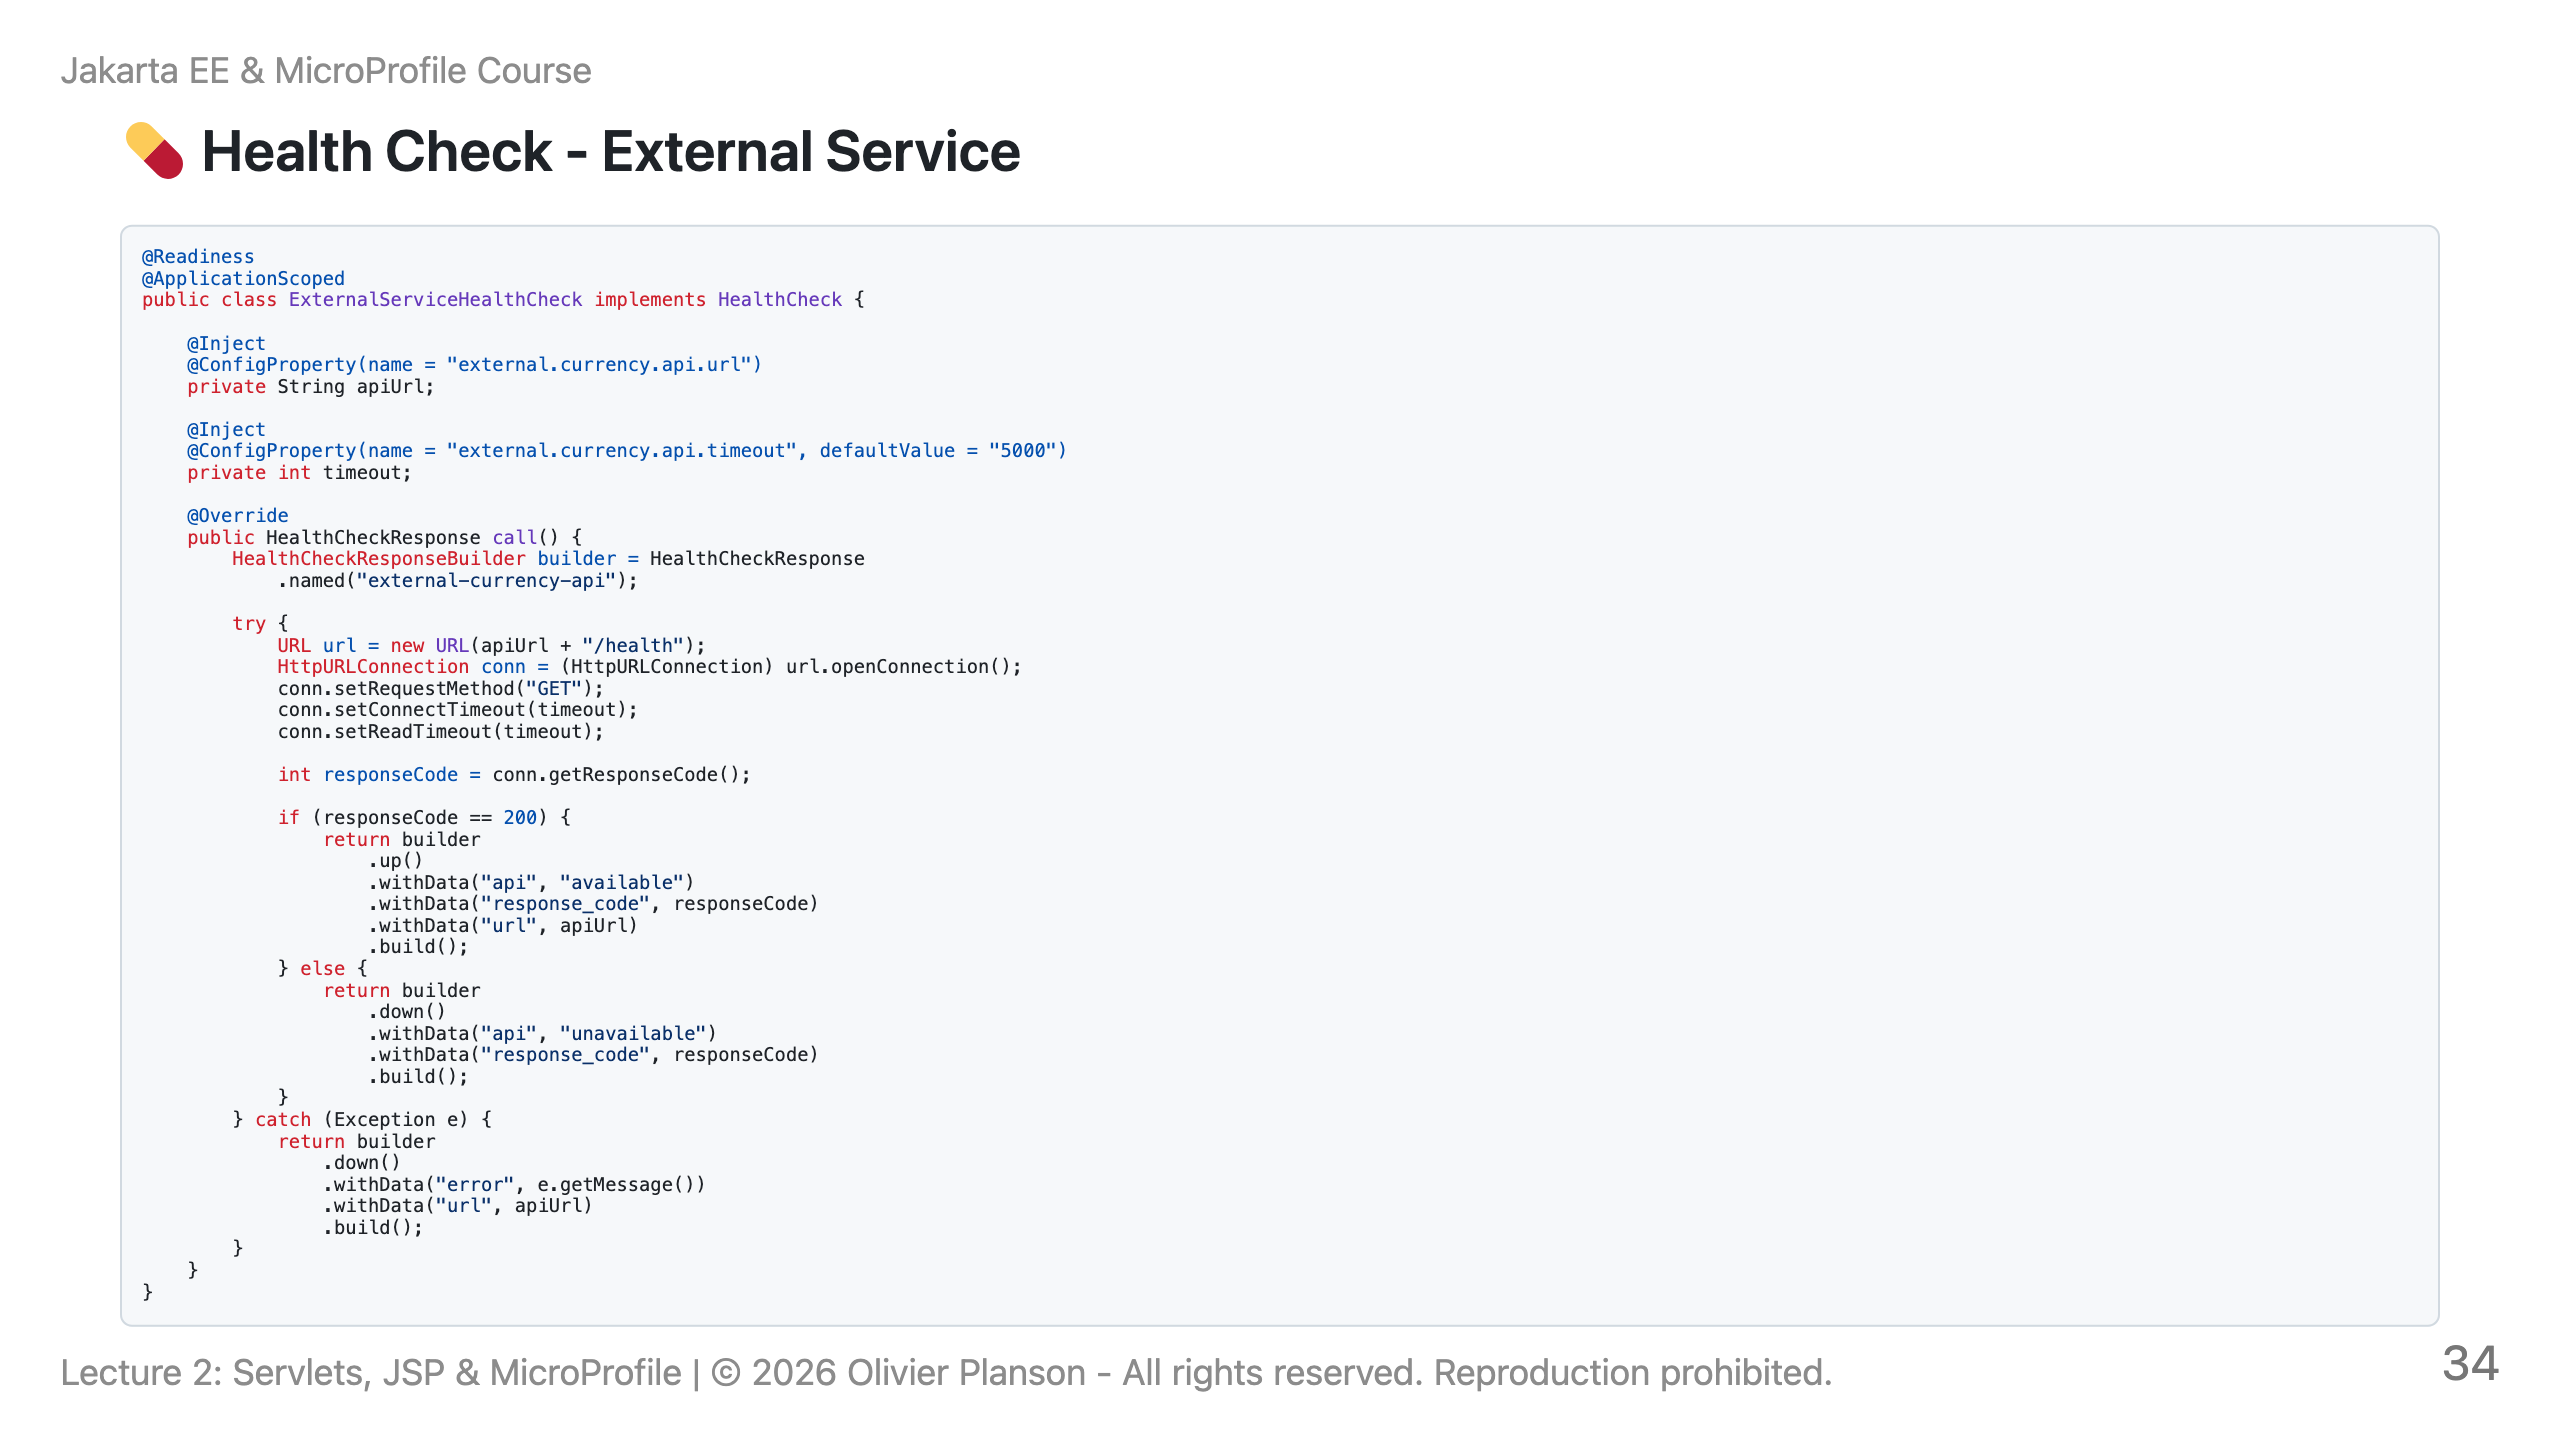 Jakarta EE & MicroProfile Course
💊 Health Check - External Service
@Readiness
@ApplicationScoped
public class ExternalServiceHealthCheck implements HealthCheck {

    @Inject
    @ConfigProperty(name = "external.currency.api.url")
    private String apiUrl;

    @Inject
    @ConfigProperty(name = "external.currency.api.timeout", defaultValue = "5000")
    private int timeout;

    @Override
    public HealthCheckResponse call() {
        HealthCheckResponseBuilder builder = HealthCheckResponse
            .named("external-currency-api");

        try {
            URL url = new URL(apiUrl + "/health");
            HttpURLConnection conn = (HttpURLConnection) url.openConnection();
            conn.setRequestMethod("GET");
            conn.setConnectTimeout(timeout);
            conn.setReadTimeout(timeout);

            int responseCode = conn.getResponseCode();

            if (responseCode == 200) {
                return builder
                    .up()
                    .withData("api", "available")
                    .withData("response_code", responseCode)
                    .withData("url", apiUrl)
                    .build();
            } else {
                return builder
                    .down()
                    .withData("api", "unavailable")
                    .withData("response_code", responseCode)
                    .build();
            }
        } catch (Exception e) {
            return builder
                .down()
                .withData("error", e.getMessage())
                .withData("url", apiUrl)
                .build();
        }
    }
}
Lecture 2: Servlets, JSP & MicroProfile | © 2026 Olivier Planson - All rights reserved. Reproduction prohibited.
34